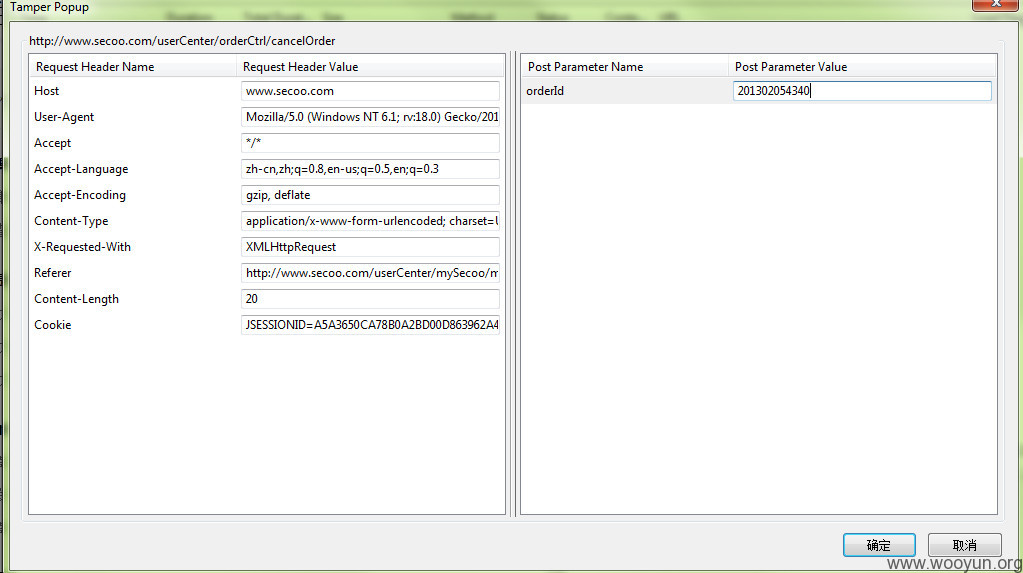 Tamper Popup
http://www.secoo.com/userCenter/orderCtrl/cancelOrder
Request Header Name Request Header Value
Host www.secoo.com
User-Agent Mozilla/5.0 (Windows NT 6.1; rv:18.0) Gecko/201
Accept */*
Accept-Language zh-cn,zh;q=0.8,en-us;q=0.5,en;q=0.3
Accept-Encoding gzip, deflate
Content-Type application/x-www-form-urlencoded; charset=U
X-Requested-With XMLHttpRequest
Referer http://www.secoo.com/userCenter/mySecoo/m
Content-Length 20
Cookie JSESSIONID=A5A3650CA78B0A2BD00D863962A4
Post Parameter Name Post Parameter Value
orderId 201302054340
确定 取消
www.wooyun.org